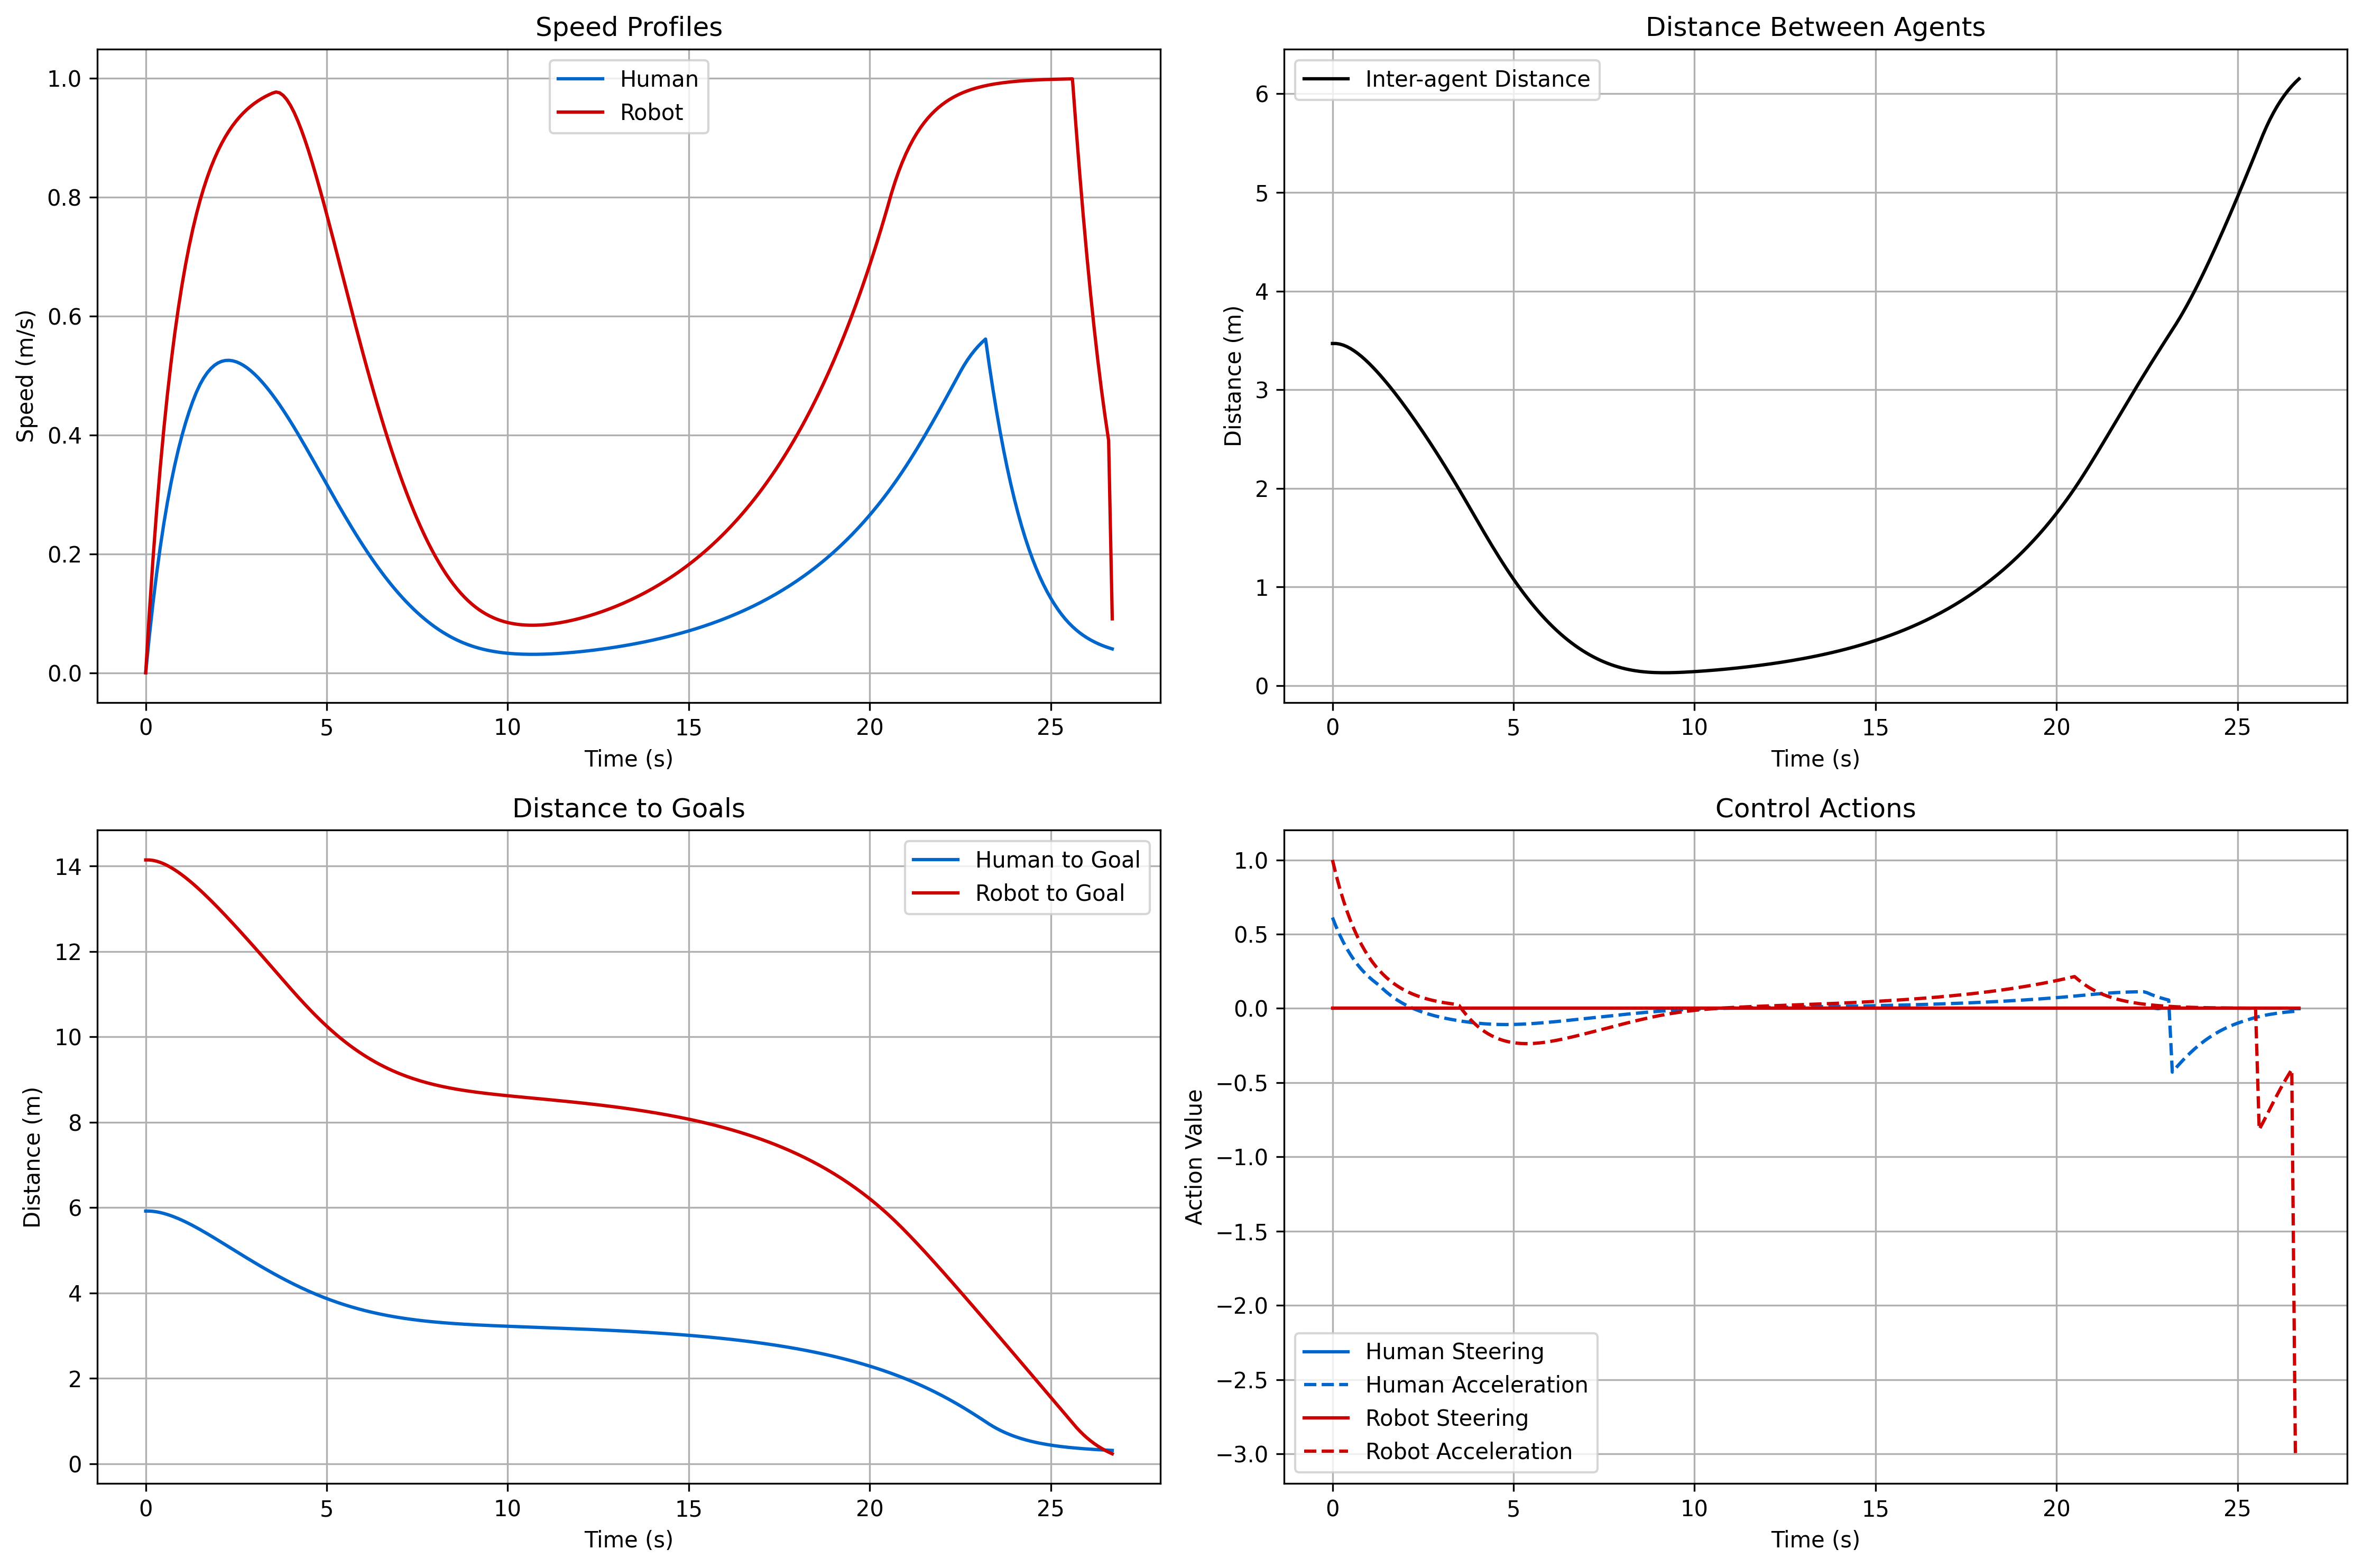 Speed Profiles
Human
Robot
1.0
0.8
0.6
0.4
0.2
0.0
Speed (m/s)
0 5 10 15 20 25
Time (s)
Distance Between Agents
Inter-agent Distance
6
5
4
3
2
1
0
Distance (m)
0 5 10 15 20 25
Time (s)
Distance to Goals
Human to Goal
Robot to Goal
14
12
10
8
6
4
2
0
Distance (m)
0 5 10 15 20 25
Time (s)
Control Actions
1.0
0.5
0.0
−0.5
−1.0
−1.5
−2.0
−2.5
−3.0
Action Value
Human Steering
Human Acceleration
Robot Steering
Robot Acceleration
0 5 10 15 20 25
Time (s)